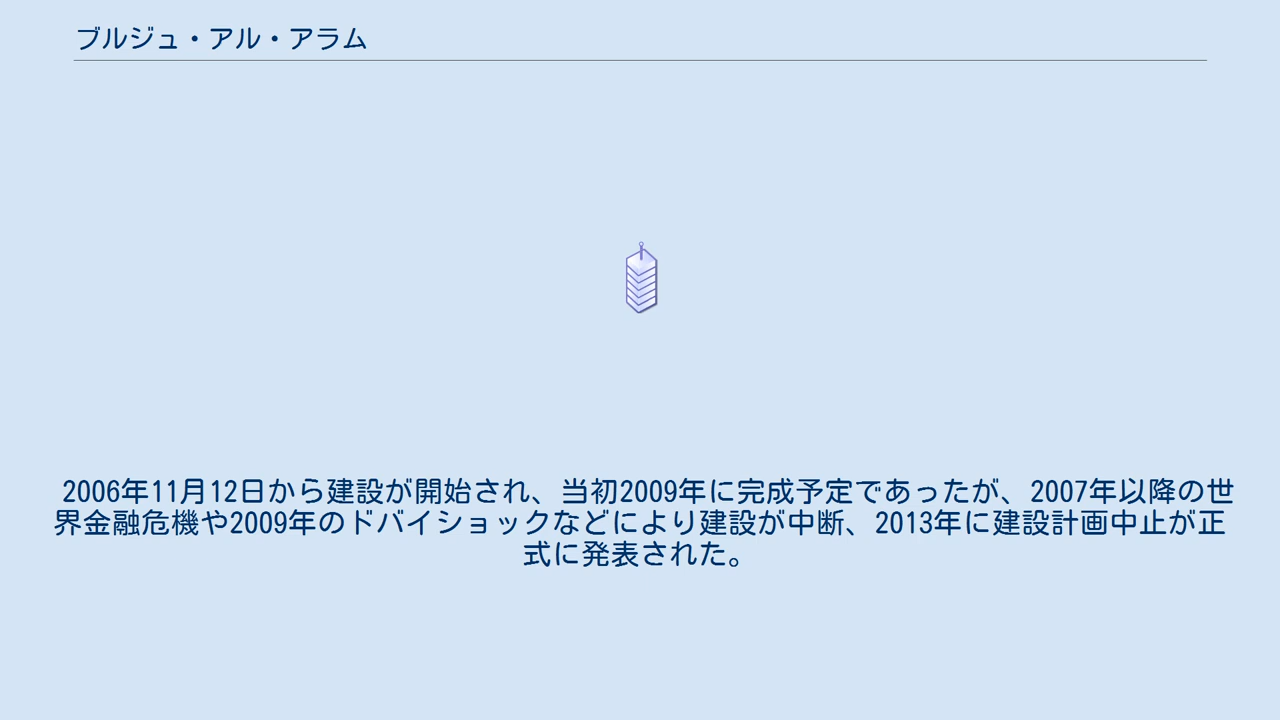 ブルジュ・アル・アラム
2006年11月12日から建設が開始され、当初2009年に完成予定であったが、2007年以降の世
界金融危機や2009年のドバイショックなどにより建設が中断、2013年に建設計画中止が正
式に発表された。